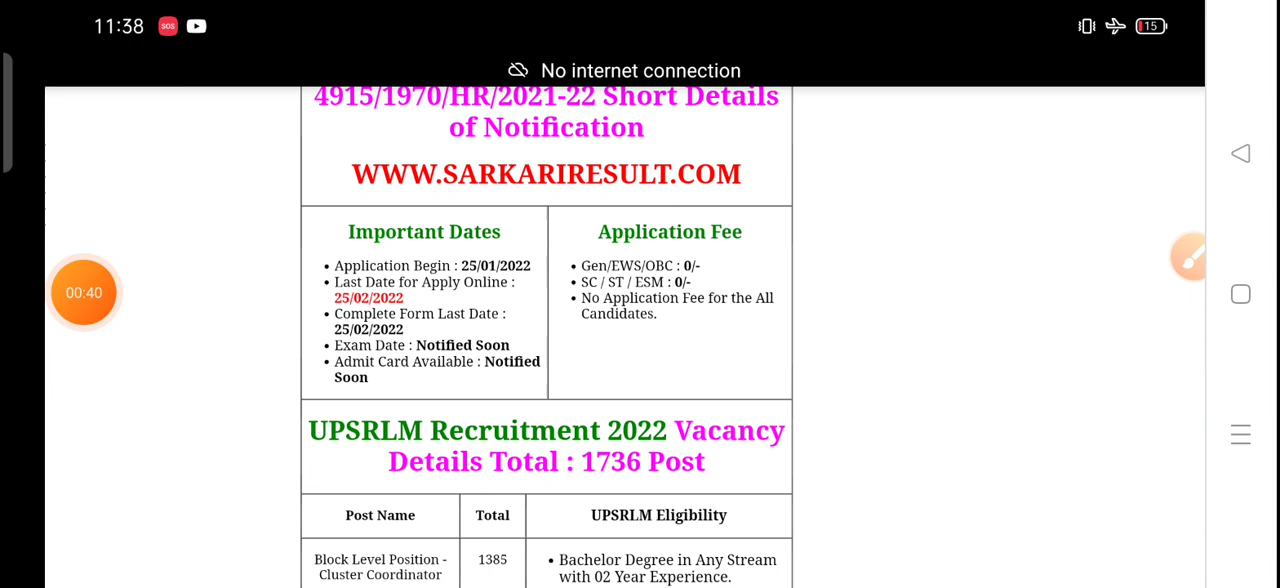 11:38 SOS 15
No internet connection
4915/1970/HR/2021-22 Short Details
of Notification
WWW.SARKARIRESULT.COM
Important Dates
• Application Begin : 25/01/2022
• Last Date for Apply Online :
25/02/2022
• Complete Form Last Date :
25/02/2022
• Exam Date : Notified Soon
• Admit Card Available : Notified
Soon
Application Fee
• Gen/EWS/OBC : 0/-
• SC / ST / ESM : 0/-
• No Application Fee for the All
Candidates.
00:40
UPSRLM Recruitment 2022 Vacancy
Details Total : 1736 Post
Post Name Total UPSRLM Eligibility
Block Level Position -
Cluster Coordinator
1385
• Bachelor Degree in Any Stream
with 02 Year Experience.